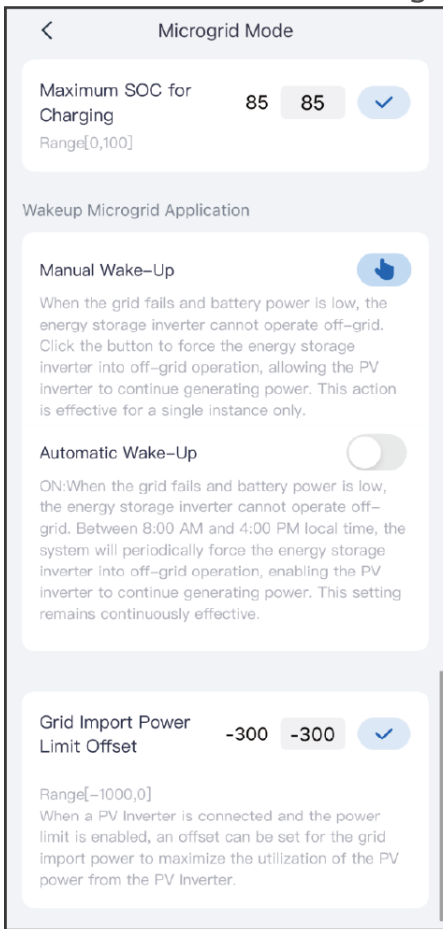 Microgrid Mode
Maximum SOC for
Charging
85 85
Range[0,100]
Wakeup Microgrid Application
Manual Wake-Up
When the grid fails and battery power is low, the
energy storage inverter cannot operate off-grid.
Click the button to force the energy storage
inverter into off-grid operation, allowing the PV
inverter to continue generating power. This action
is effective for a single instance only.
Automatic Wake-Up
ON:When the grid fails and battery power is low,
the energy storage inverter cannot operate off-
grid. Between 8:00 AM and 4:00 PM local time, the
system will periodically force the energy storage
inverter into off-grid operation, enabling the PV
inverter to continue generating power. This setting
remains continuously effective.
Grid Import Power
Limit Offset
-300 -300
Range[-1000,0]
When a PV Inverter is connected and the power
limit is enabled, an offset can be set for the grid
import power to maximize the utilization of the PV
power from the PV Inverter.